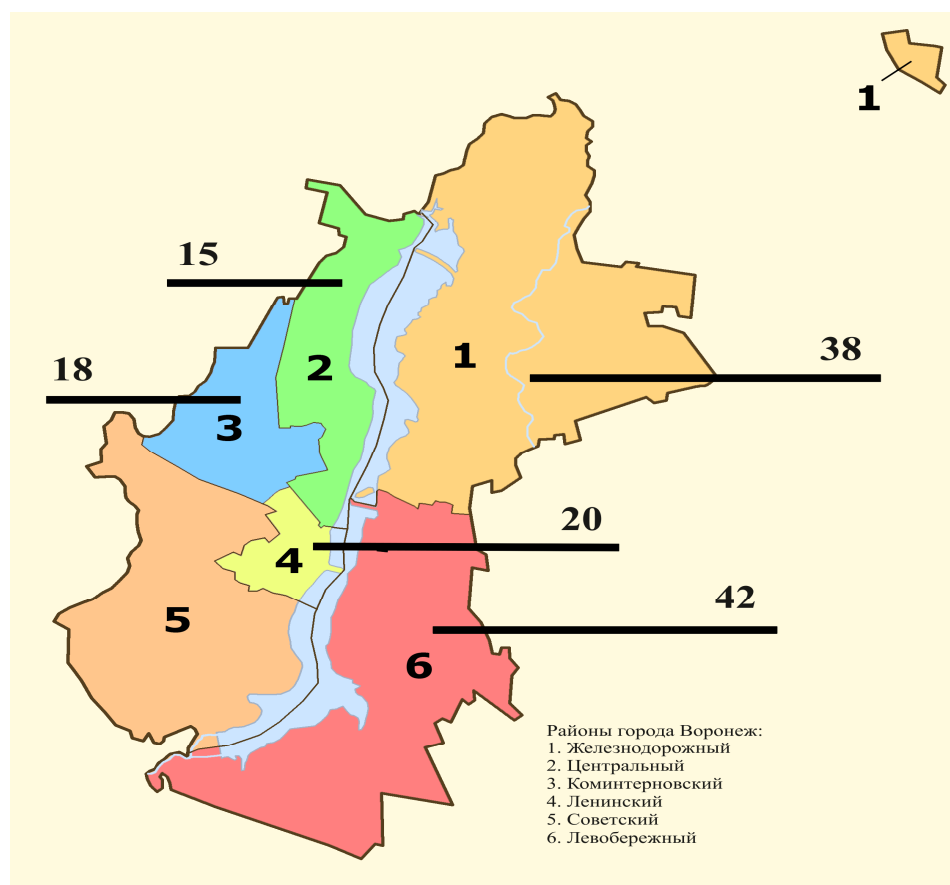 1
15
2
1
38
18
3
20
4
42
5
6
Районы города Воронеж:
1. Железнодорожный
2. Центральный
3. Коминтерновский
4. Ленинский
5. Советский
6. Левобережный